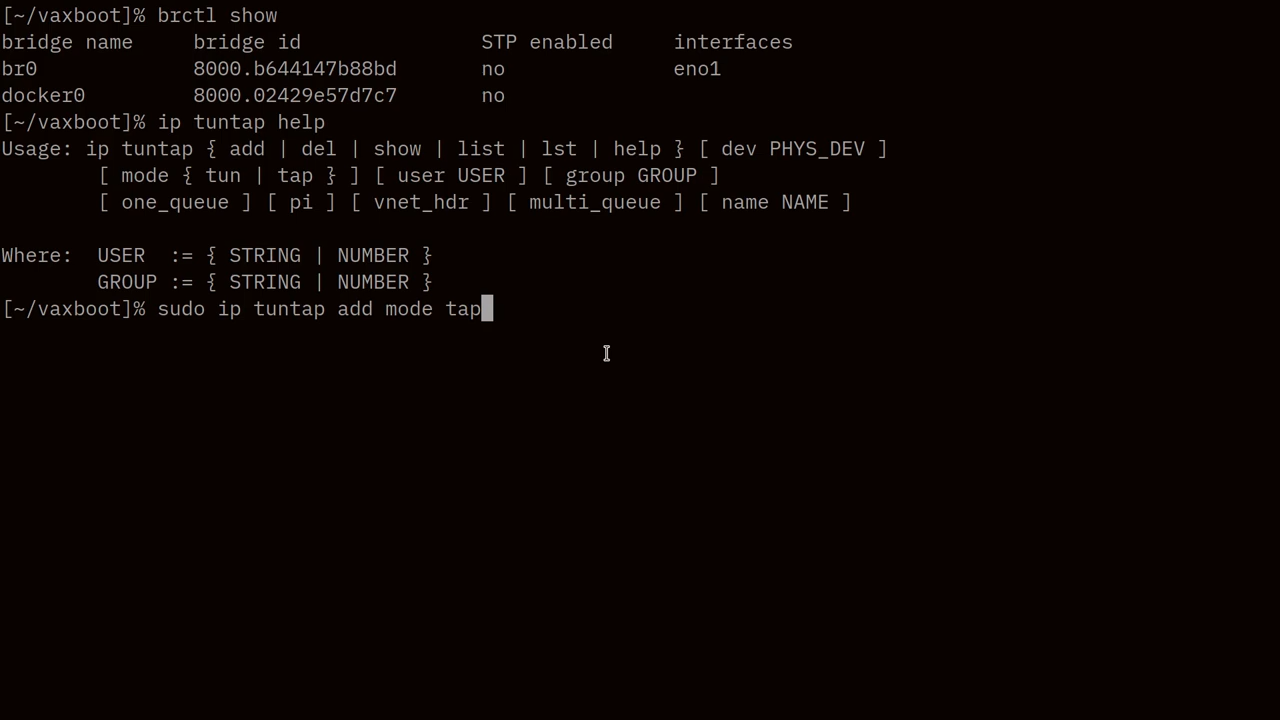 [~/vaxboot]% brctl show
bridge name     bridge id               STP enabled     interfaces
br0             8000.b644147b88bd       no              eno1
docker0         8000.02429e57d7c7       no
[~/vaxboot]% ip tuntap help
Usage: ip tuntap { add | del | show | list | lst | help } [ dev PHYS_DEV ]
        [ mode { tun | tap } ] [ user USER ] [ group GROUP ]
        [ one_queue ] [ pi ] [ vnet_hdr ] [ multi_queue ] [ name NAME ]

Where:  USER  := { STRING | NUMBER }
        GROUP := { STRING | NUMBER }
[~/vaxboot]% sudo ip tuntap add mode tap